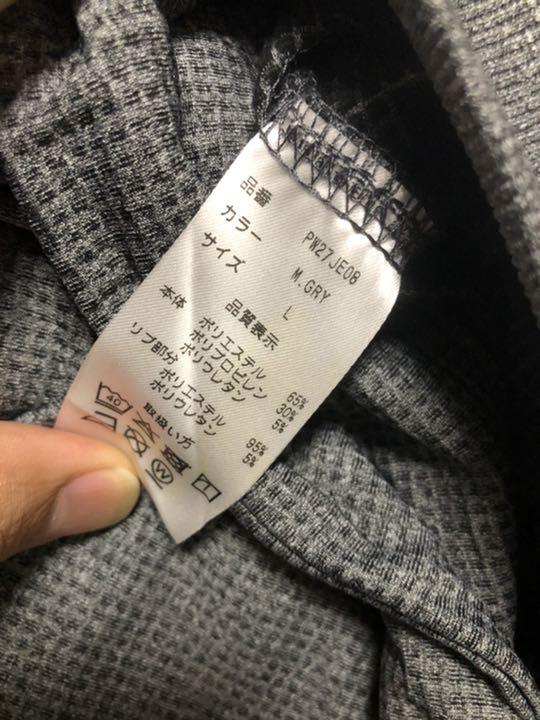 品番 PW27JE08
カラー M.GRY
サイズ L
品質表示
本体 ポリエステル 65%
ポリプロピレン 30%
ポリウレタン 5%
リブ部分 ポリエステル 95%
ポリウレタン 5%
取扱い方
40
W